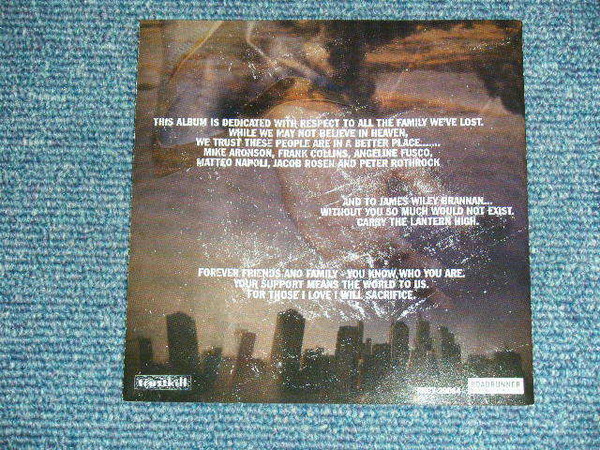 THIS ALBUM IS DEDICATED WITH RESPECT TO ALL THE FAMILY WE'VE LOST.
WHILE WE MAY NOT BELIEVE IN HEAVEN,
WE TRUST THESE PEOPLE ARE IN A BETTER PLACE.......
MIKE ARONSON, FRANK COLLINS, ANGELINE FUSCO,
MATTEO NAPOLI, JACOB ROSEN AND PETER ROTHROCK
AND TO JAMES WILEY BRANNAN...
WITHOUT YOU SO MUCH WOULD NOT EXIST.
CARRY THE LANTERN HIGH.
FOREVER FRIENDS AND FAMILY - YOU KNOW WHO YOU ARE.
YOUR SUPPORT MEANS THE WORLD TO US.
FOR THOSE I LOVE I WILL SACRIFICE.
trustkill
ROADRUNNER